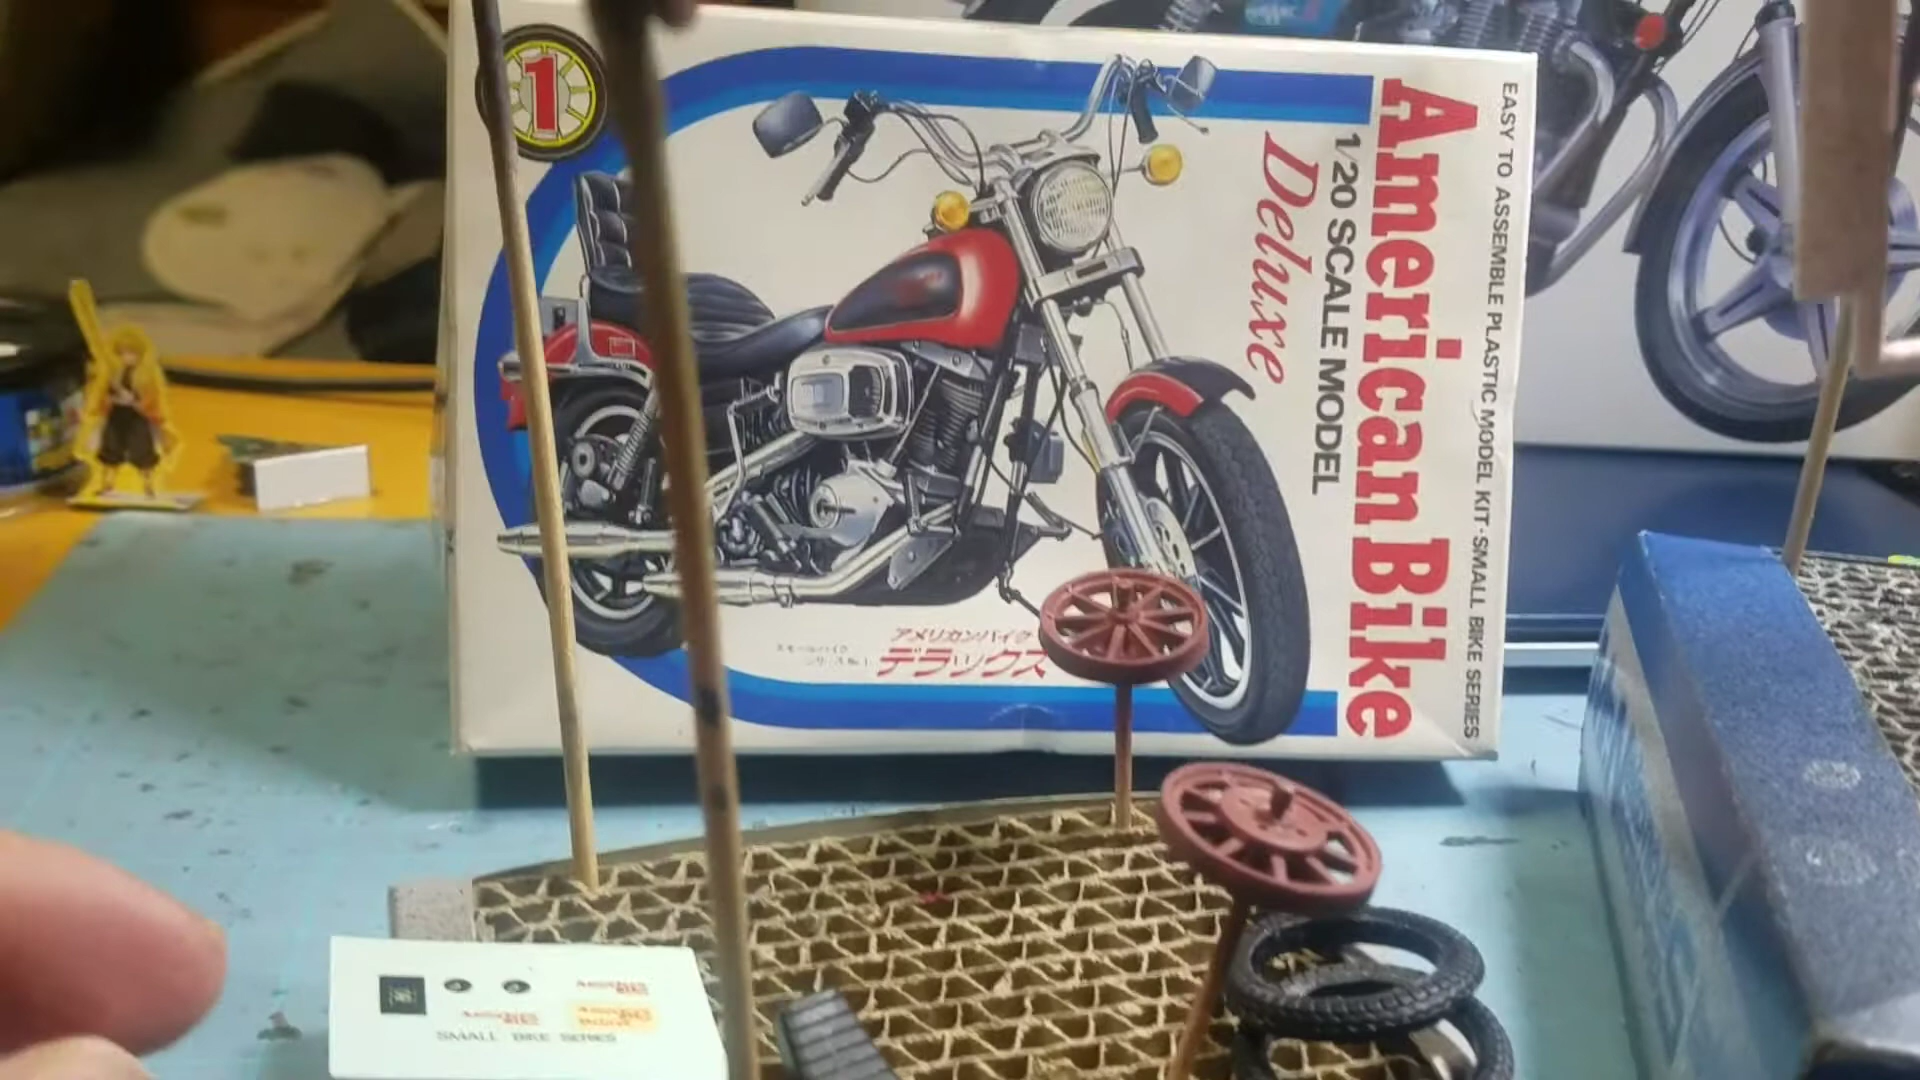 1
EASY TO ASSEMBLE PLASTIC MODEL KIT·SMALL BIKE SERIES
American Bike
1/20 SCALE MODEL
Deluxe
アメリカンバイク
デラックス
SMALL BIKE SERIES